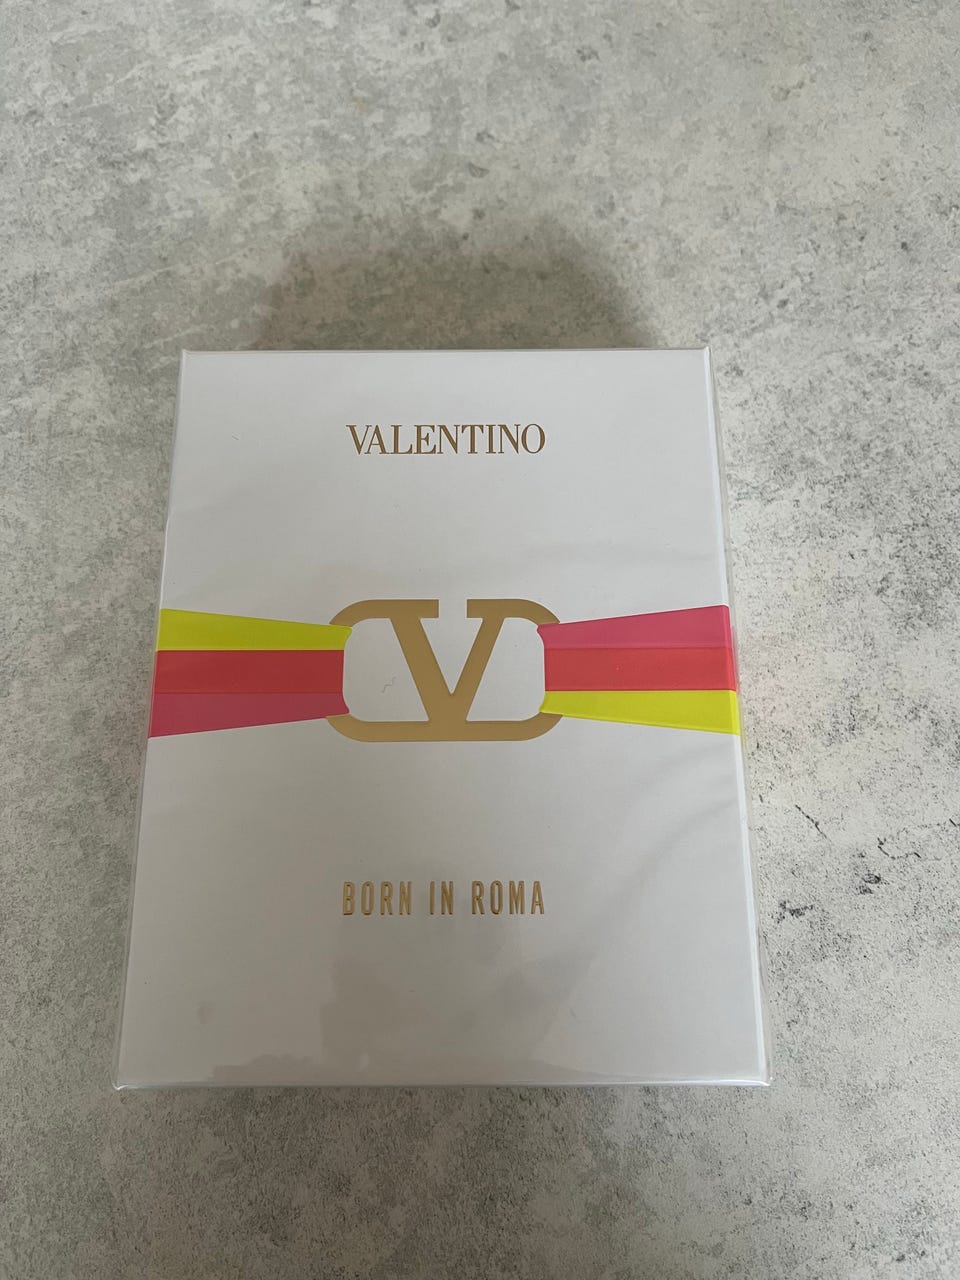 VALENTINO
V
BORN IN ROMA